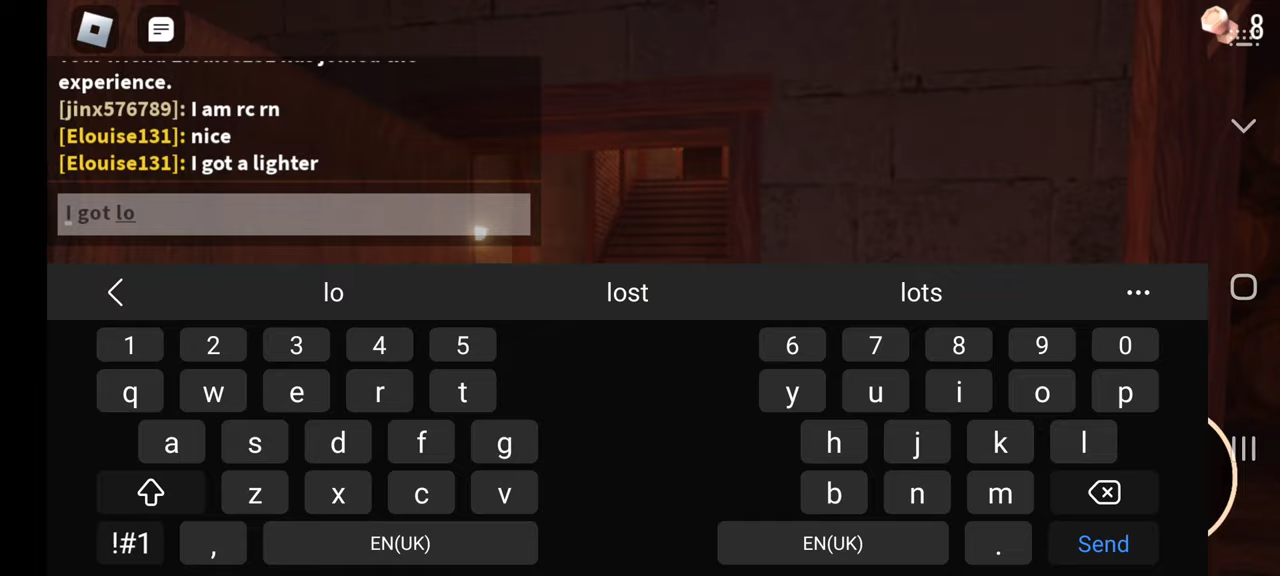 8
experience.
[jinx576789]: I am rc rn
[Elouise131]: nice
[Elouise131]: I got a lighter
I got lo
lo lost lots ...
1 2 3 4 5 6 7 8 9 0
q w e r t y u i o p
a s d f g h j k l
z x c v b n m
!#1 , EN(UK) EN(UK) . Send